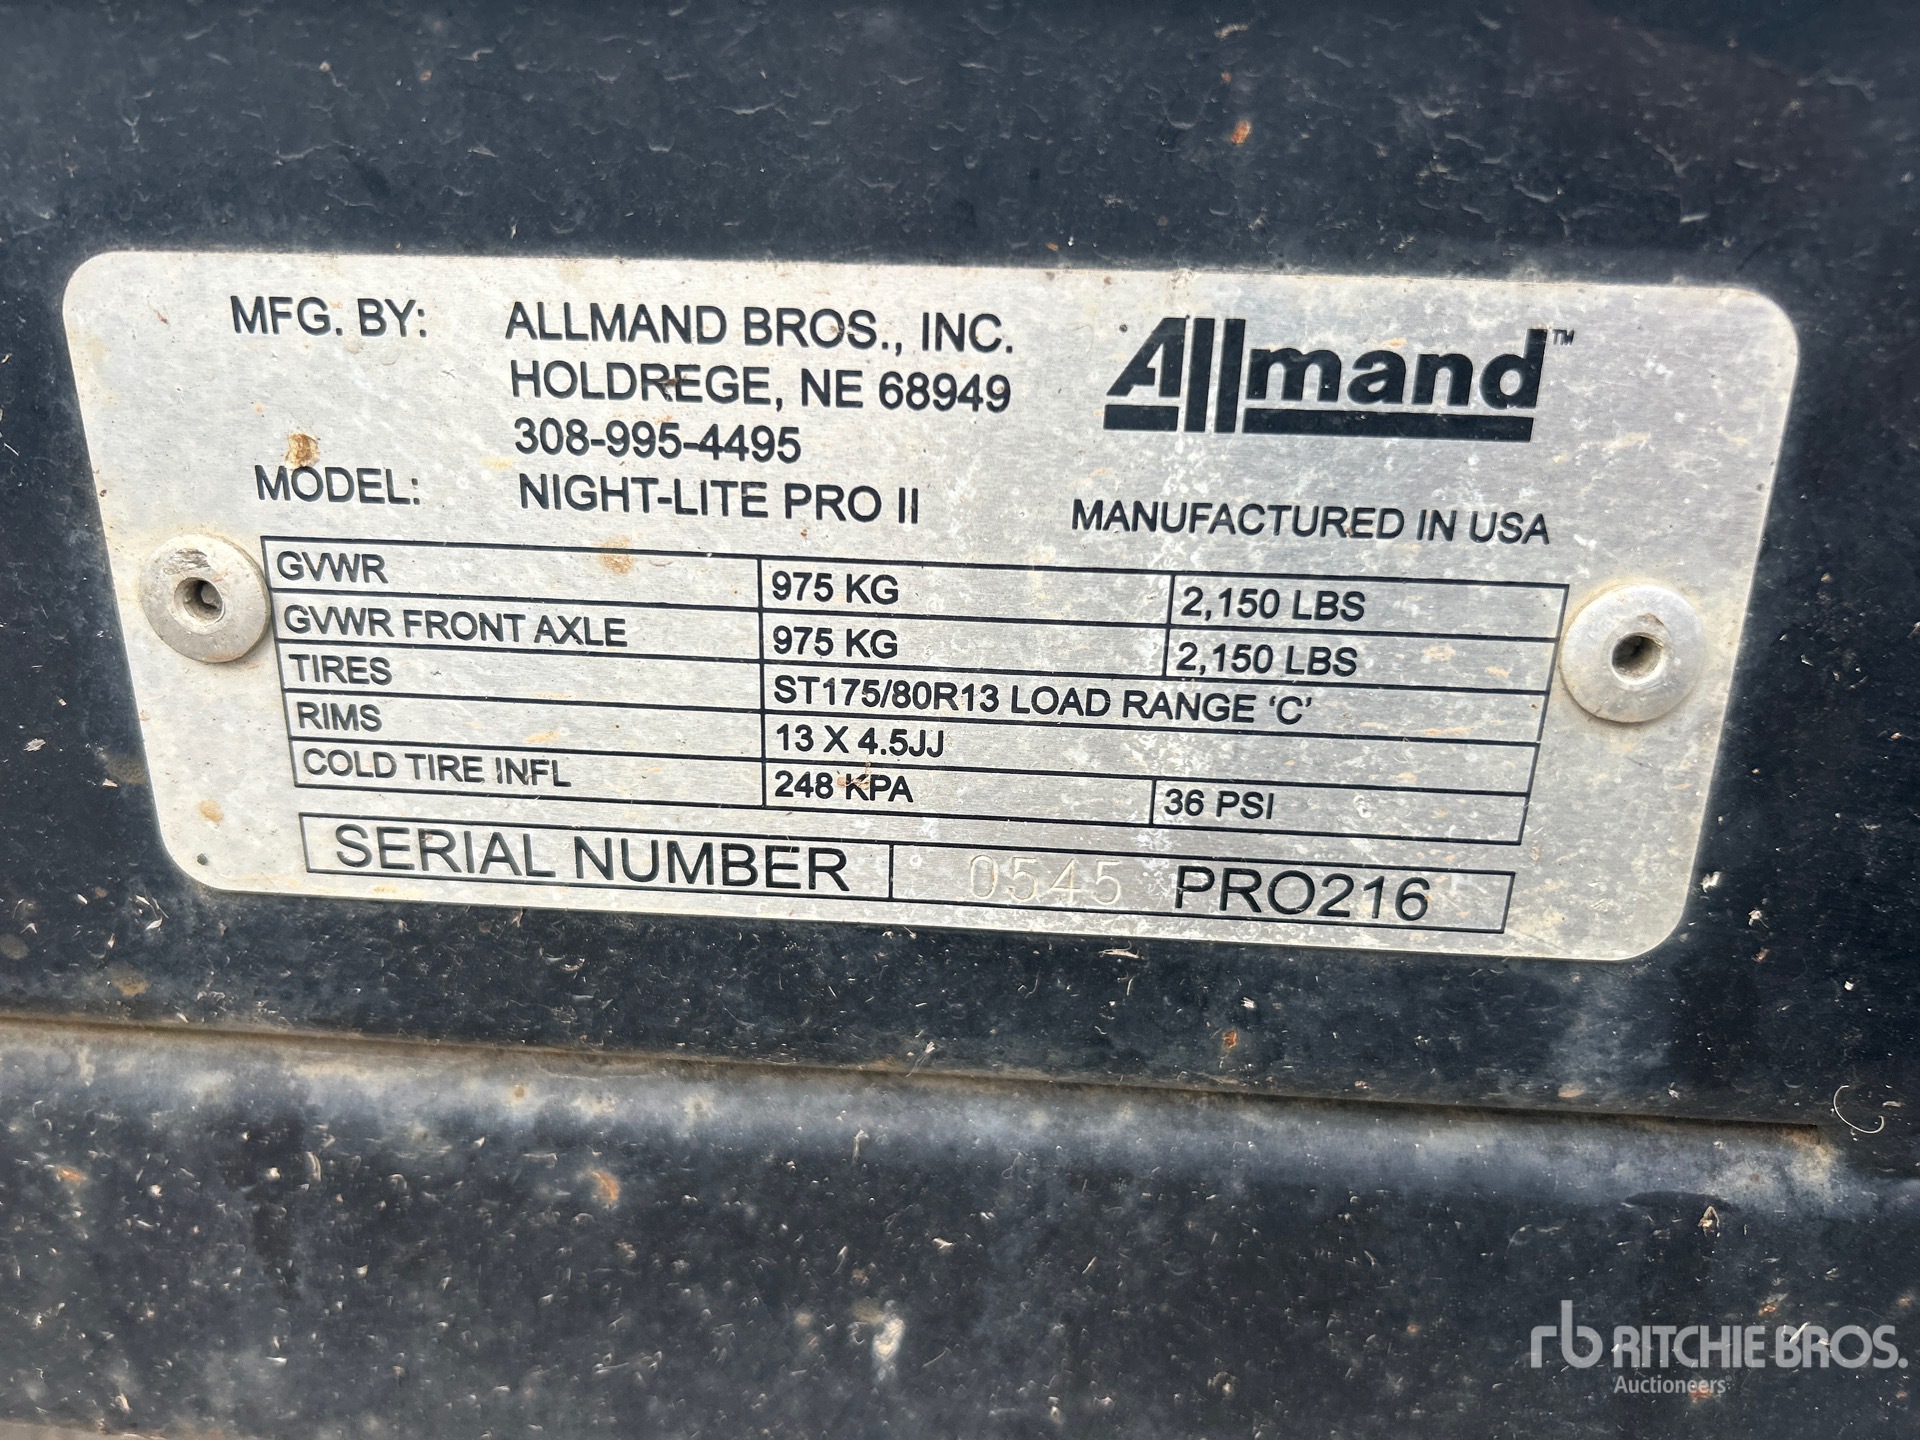 MFG. BY: ALLMAND BROS., INC.
HOLDREGE, NE 68949
308-995-4495
MODEL: NIGHT-LITE PRO II
Allmand™
MANUFACTURED IN USA
GVWR 975 KG 2,150 LBS
GVWR FRONT AXLE 975 KG 2,150 LBS
TIRES ST175/80R13 LOAD RANGE ‘C’
RIMS 13 X 4.5JJ
COLD TIRE INFL 248 KPA 36 PSI
SERIAL NUMBER 0545 PRO216
rb RITCHIE BROS.
Auctioneers